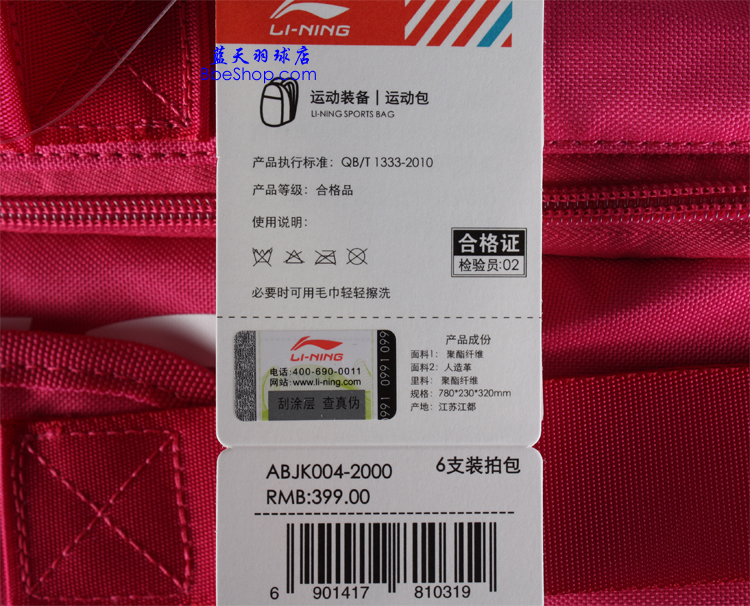 LI-NING
蓝天羽球店
BbeShop.com
运动装备 | 运动包
LI-NING SPORTS BAG
产品执行标准: QB/T 1333-2010
产品等级: 合格品
使用说明:
合格证
检验员:02
必要时可用毛巾轻轻擦洗
LI-NING
电话:400-690-0011
网站:www.li-ning.com
刮涂层 查真伪
0991 0991 099
产品成份
面料1: 聚酯纤维
面料2: 人造革
里料: 聚酯纤维
规格: 780*230*320mm
产地: 江苏江都
ABJK004-2000 6支装拍包
RMB:399.00
6 901417 810319